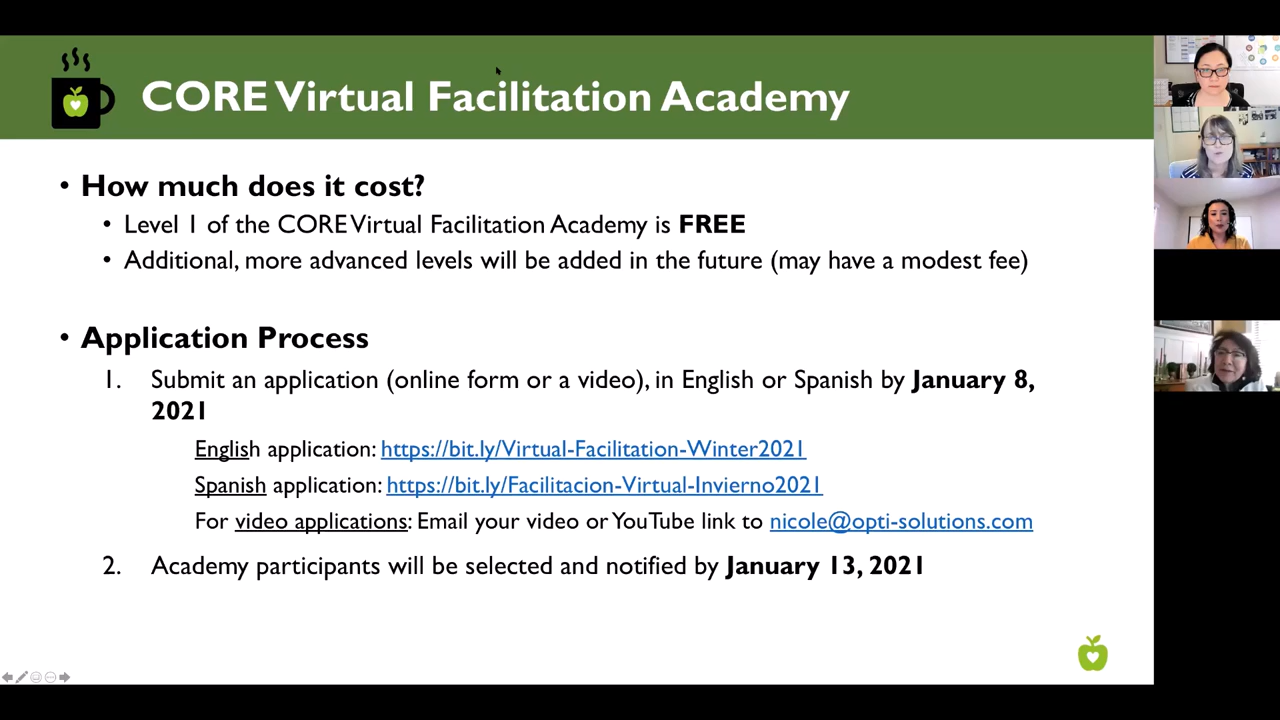 CORE Virtual Facilitation Academy
• How much does it cost?
• Level 1 of the CORE Virtual Facilitation Academy is FREE
• Additional, more advanced levels will be added in the future (may have a modest fee)
• Application Process
1. Submit an application (online form or a video), in English or Spanish by January 8,
2021
English application: https://bit.ly/Virtual-Facilitation-Winter2021
Spanish application: https://bit.ly/Facilitacion-Virtual-Invierno2021
For video applications: Email your video or YouTube link to nicole@opti-solutions.com
2. Academy participants will be selected and notified by January 13, 2021